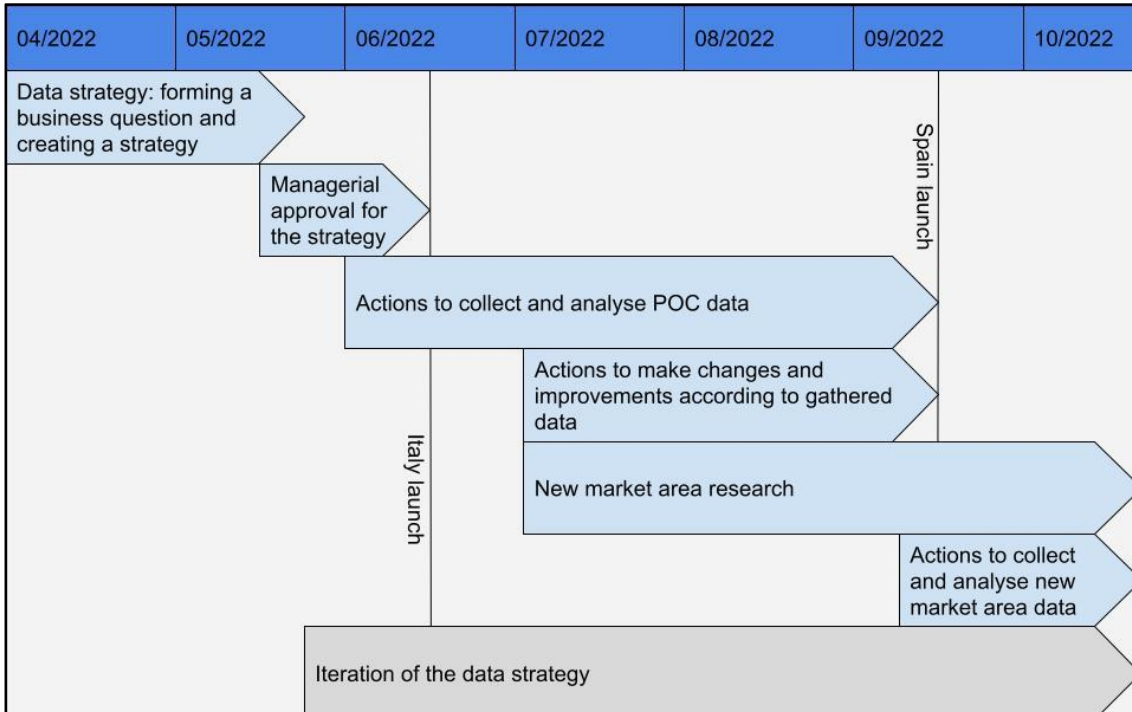 04/2022
05/2022
06/2022
07/2022
08/2022
09/2022
10/2022
Data strategy: forming a
business question and
creating a strategy
Spain launch
Managerial
approval for
the strategy
Actions to collect and analyse POC data
Actions to make changes and
improvements according to gathered
data
Italy launch
New market area research
Actions to collect
and analyse new
market area data
Iteration of the data strategy